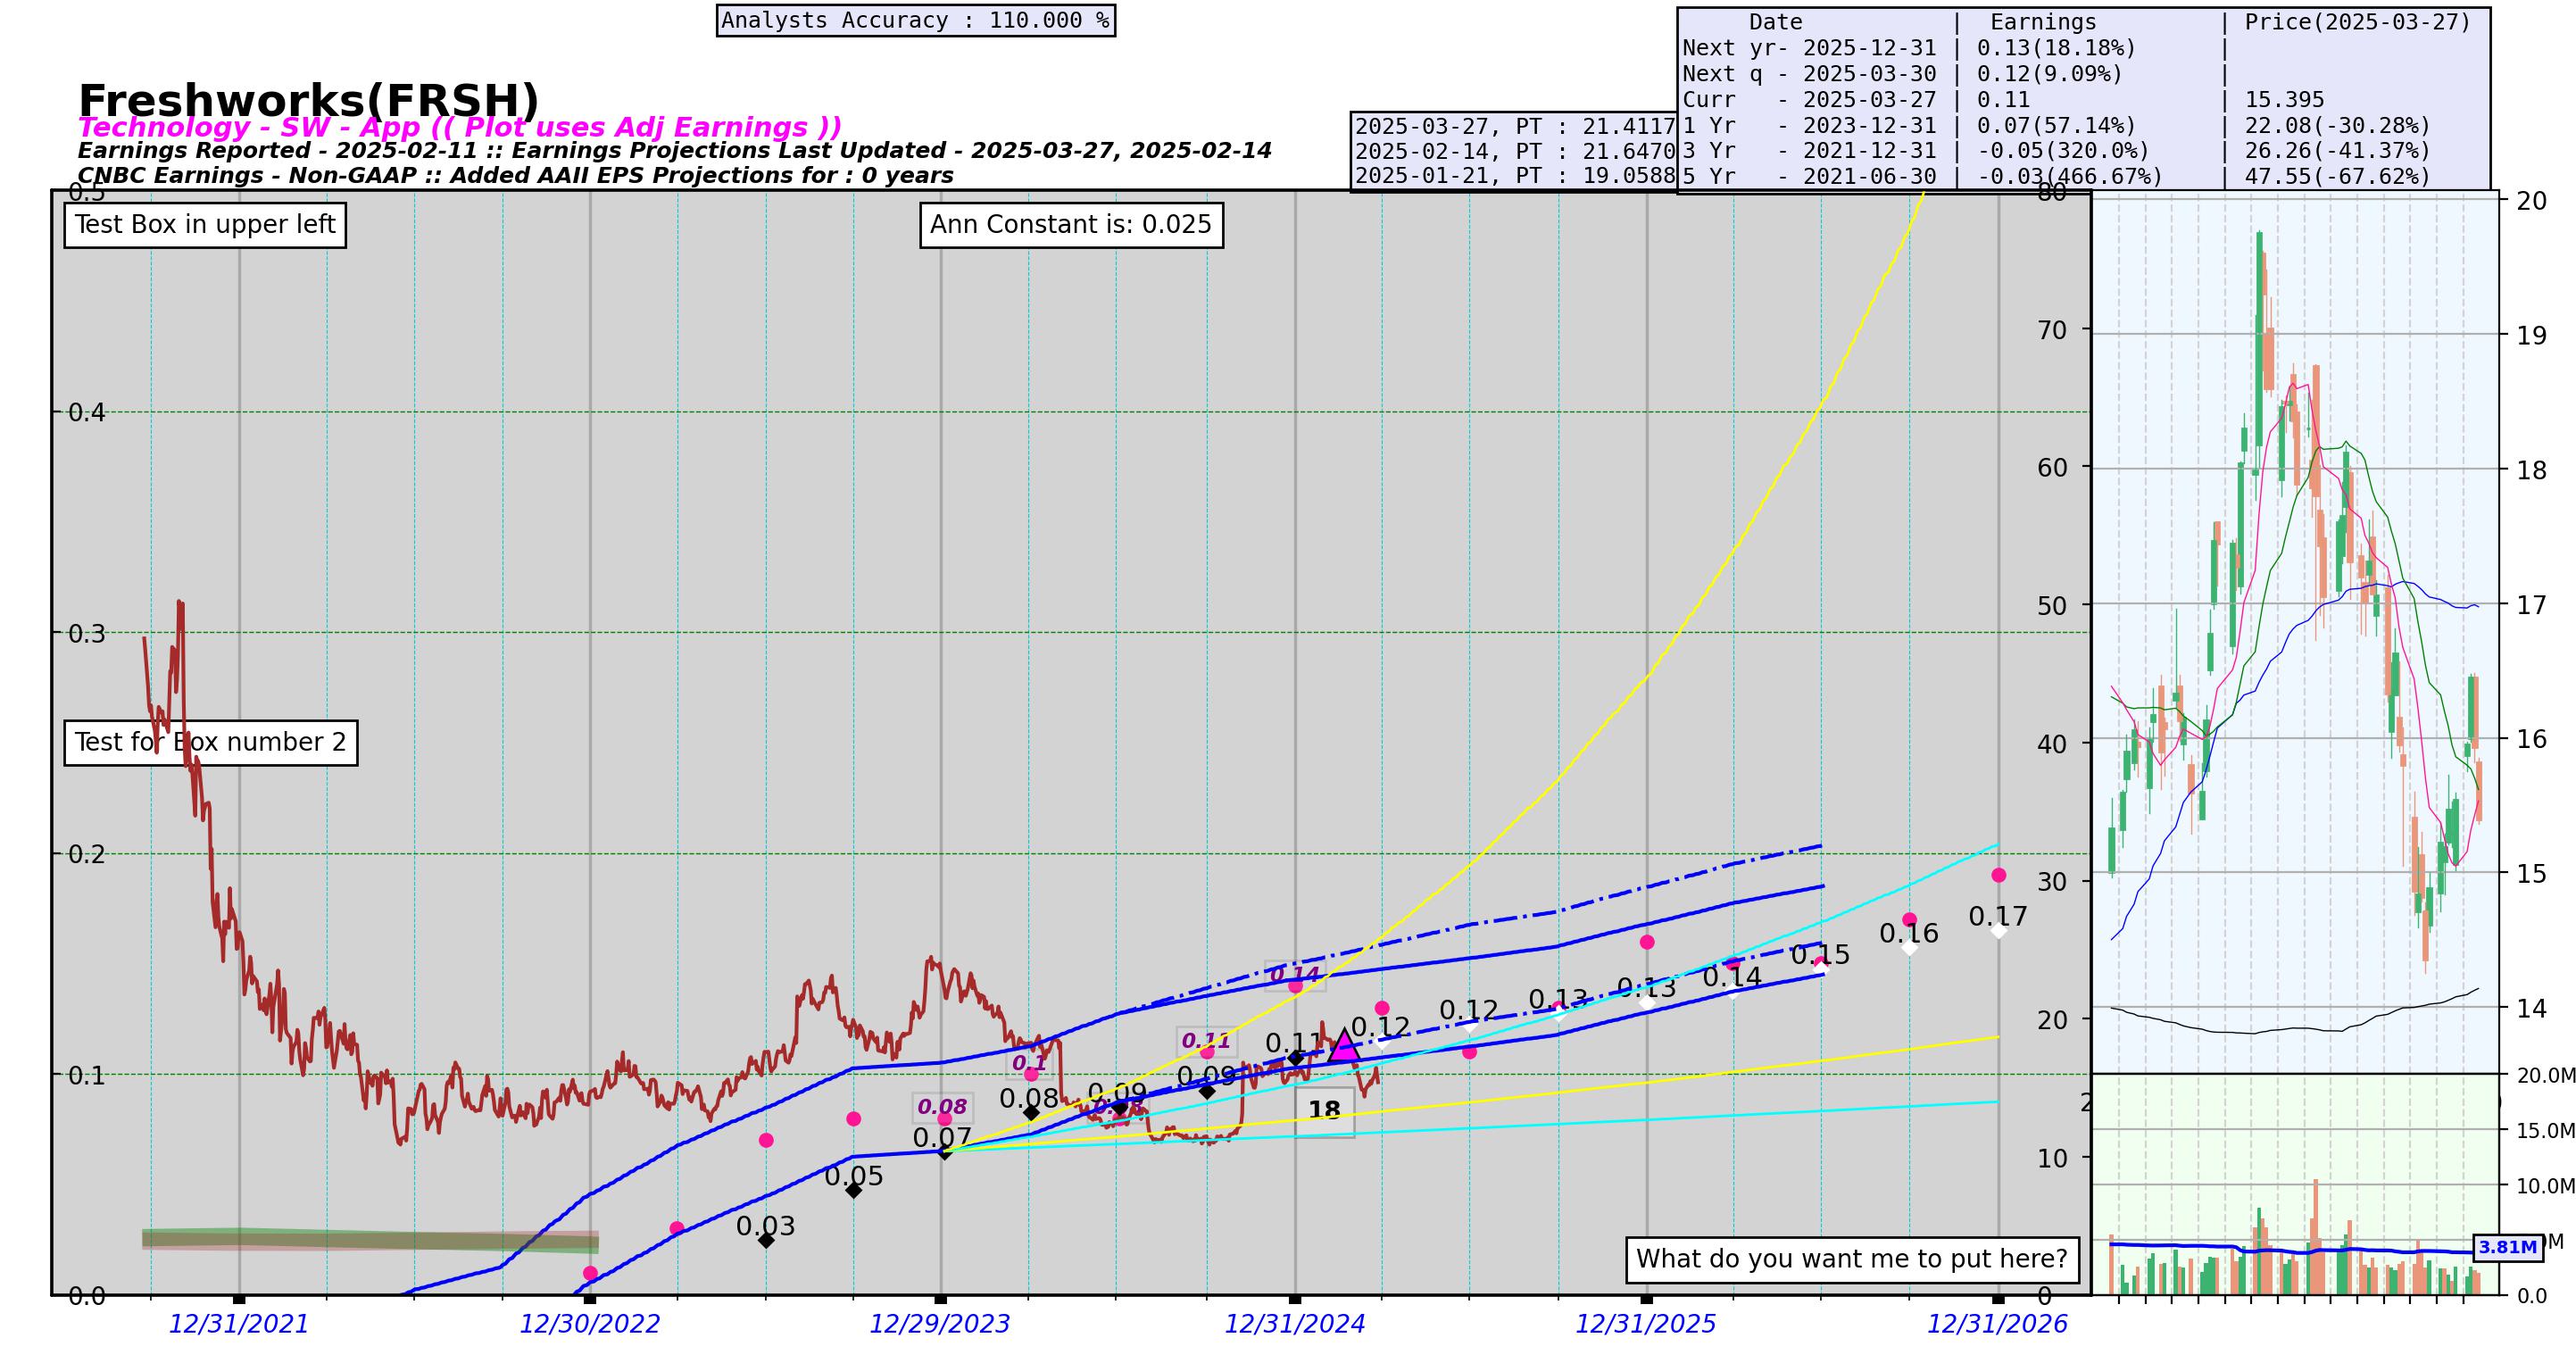 Analysts Accuracy : 110.000 %
Date | Earnings | Price(2025-03-27)
Next yr- 2025-12-31 | 0.13(18.18%) |
Next q - 2025-03-30 | 0.12(9.09%) |
Curr - 2025-03-27 | 0.11 | 15.395
1 Yr - 2023-12-31 | 0.07(57.14%) | 22.08(-30.28%)
3 Yr - 2021-12-31 | -0.05(320.0%) | 26.26(-41.37%)
5 Yr - 2021-06-30 | -0.03(466.67%) | 47.55(-67.62%)
Freshworks(FRSH)
Technology - SW - App (( Plot uses Adj Earnings ))
Earnings Reported - 2025-02-11 :: Earnings Projections Last Updated - 2025-03-27, 2025-02-14
CNBC Earnings - Non-GAAP :: Added AAII EPS Projections for : 0 years
2025-03-27, PT : 21.4117
2025-02-14, PT : 21.6470
2025-01-21, PT : 19.0588
Test Box in upper left
Ann Constant is: 0.025
Test for Box number 2
What do you want me to put here?
0.5
0.4
0.3
0.2
0.1
0.0
80
70
60
50
40
30
20
10
0
20
19
18
17
16
15
14
20.0M
15.0M
10.0M
0.0
3.81M
0.03
0.05
0.07
0.08
0.08
0.1
0.09
0.09
0.11
0.11
0.14
18
0.12
0.12
0.13
0.13
0.14
0.15
0.16
0.17
12/31/2021
12/30/2022
12/29/2023
12/31/2024
12/31/2025
12/31/2026